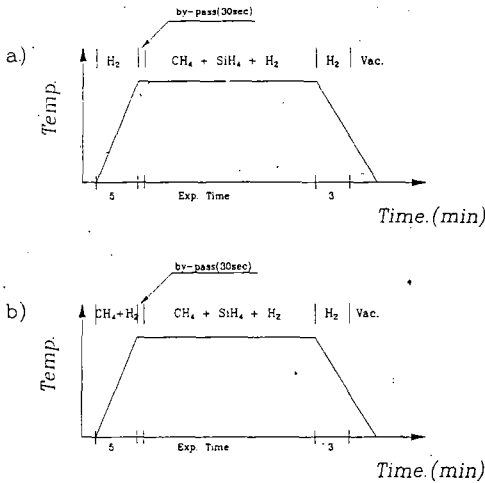 by-pass(30sec)
a.)
H₂
CH₄ + SiH₄ + H₂
H₂
Vac.
Temp.
5
Exp. Time
3
Time.(min)
by-pass(30sec)
b)
CH₄+H₂
CH₄ + SiH₄ + H₂
H₂
Vac.
Temp.
5
Exp. Time
3
Time.(min)